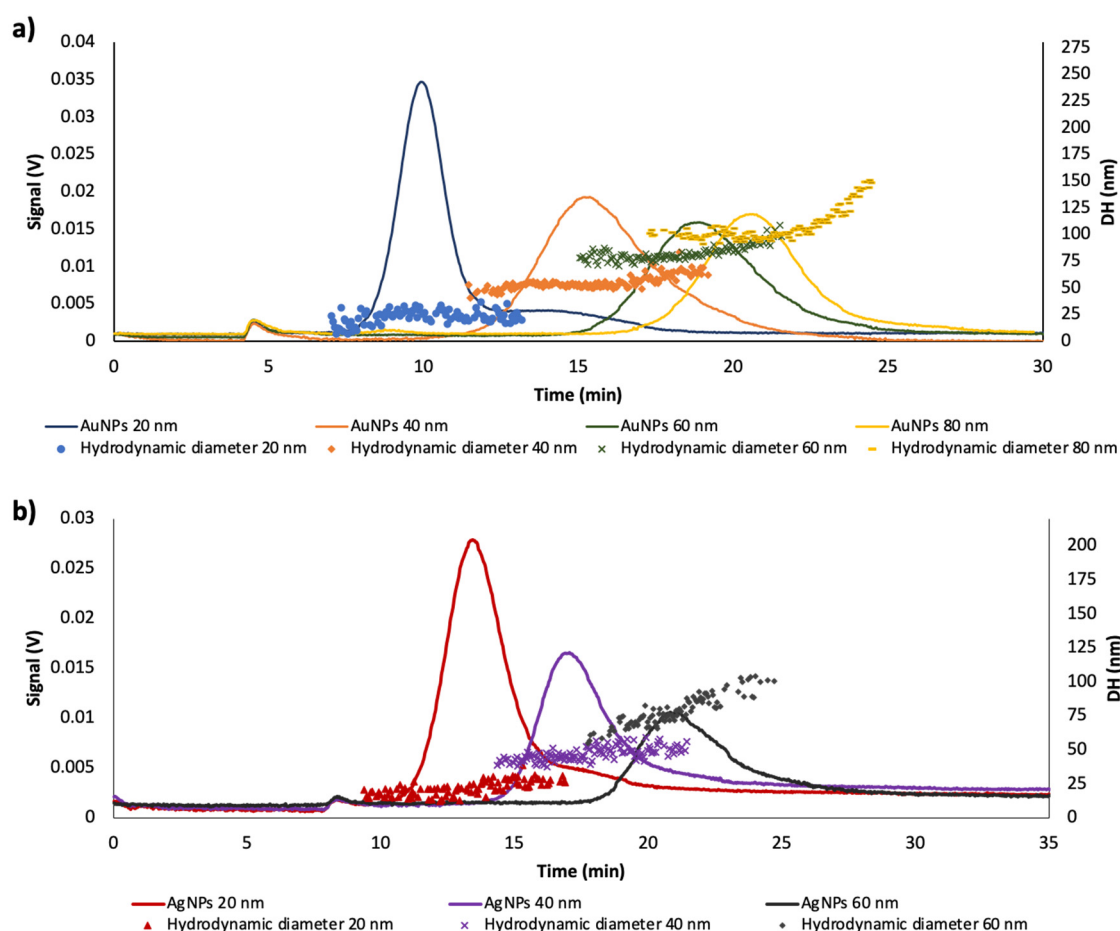 a)
0.04
0.035
0.03
0.025
0.02
0.015
0.01
0.005
0
Signal (V)
275
250
225
200
175
150
125
100
75
50
25
0
DH (nm)
0 5 10 15 20 25 30
Time (min)
AuNPs 20 nm AuNPs 40 nm AuNPs 60 nm AuNPs 80 nm
Hydrodynamic diameter 20 nm Hydrodynamic diameter 40 nm Hydrodynamic diameter 60 nm Hydrodynamic diameter 80 nm
b)
0.03
0.025
0.02
0.015
0.01
0.005
0
Signal (V)
200
175
150
125
100
75
50
25
0
DH (nm)
0 5 10 15 20 25 30 35
Time (min)
AgNPs 20 nm AgNPs 40 nm AgNPs 60 nm
Hydrodynamic diameter 20 nm Hydrodynamic diameter 40 nm Hydrodynamic diameter 60 nm